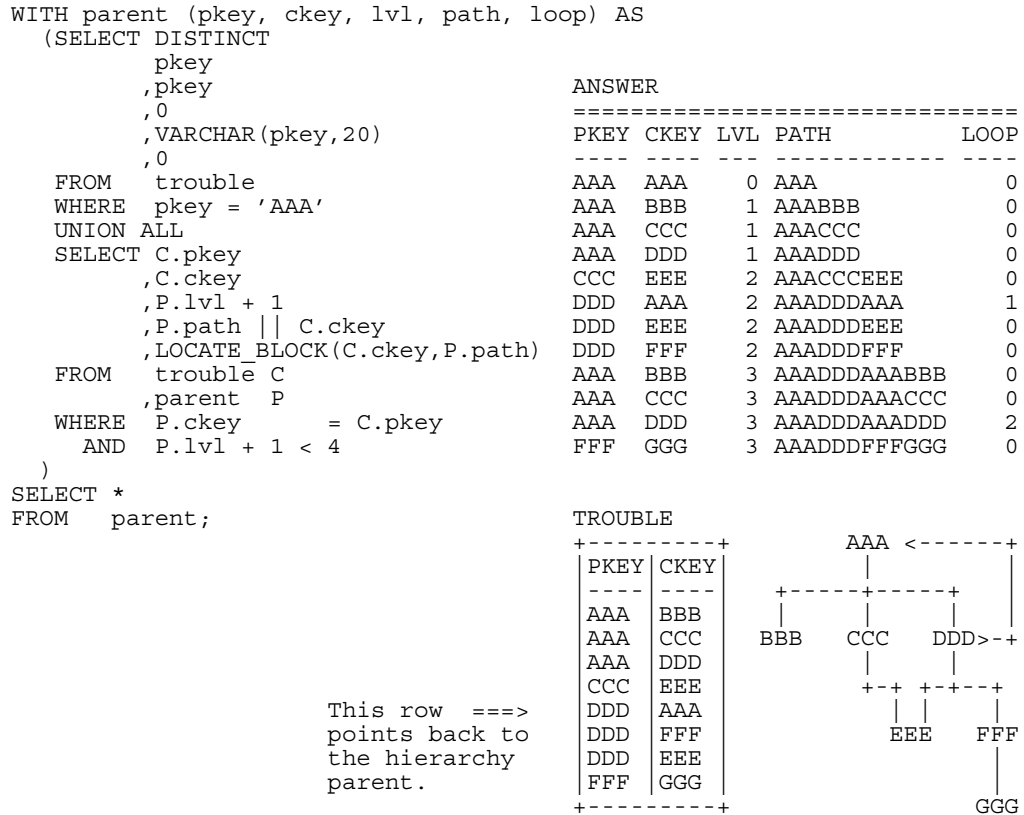 WITH parent (pkey, ckey, lvl, path, loop) AS
(SELECT DISTINCT
pkey
,pkey
,0
,VARCHAR(pkey,20)
,0
FROM trouble
WHERE pkey = 'AAA'
UNION ALL
SELECT C.pkey
,C.ckey
,P.lvl + 1
,P.path || C.ckey
,LOCATE_BLOCK(C.ckey,P.path)
FROM trouble C
,parent P
WHERE P.ckey = C.pkey
AND P.lvl + 1 < 4
)
SELECT *
FROM parent;
ANSWER
===============================
PKEY CKEY LVL PATH LOOP
---- ---- --- ------------ ----
AAA AAA 0 AAA 0
AAA BBB 1 AAABBB 0
AAA CCC 1 AAACCC 0
AAA DDD 1 AAADDD 0
CCC EEE 2 AAACCCEEE 0
DDD AAA 2 AAADDDAAA 1
DDD EEE 2 AAADDDEEE 0
DDD FFF 2 AAADDDFFF 0
AAA BBB 3 AAADDDAAABBB 0
AAA CCC 3 AAADDDAAACCC 0
AAA DDD 3 AAADDDAAADDD 2
FFF GGG 3 AAADDDFFFGGG 0
This row ===>
points back to
the hierarchy
parent.
TROUBLE
+---------+
|PKEY|CKEY|
|----|----|
|AAA |BBB |
|AAA |CCC |
|AAA |DDD |
|CCC |EEE |
|DDD |AAA |
|DDD |FFF |
|DDD |EEE |
|FFF |GGG |
+---------+
AAA <------+
| |
+-----+-----+ |
| | | |
BBB CCC DDD>-+
| |
+-+ +-+--+
| | |
EEE FFF
|
GGG